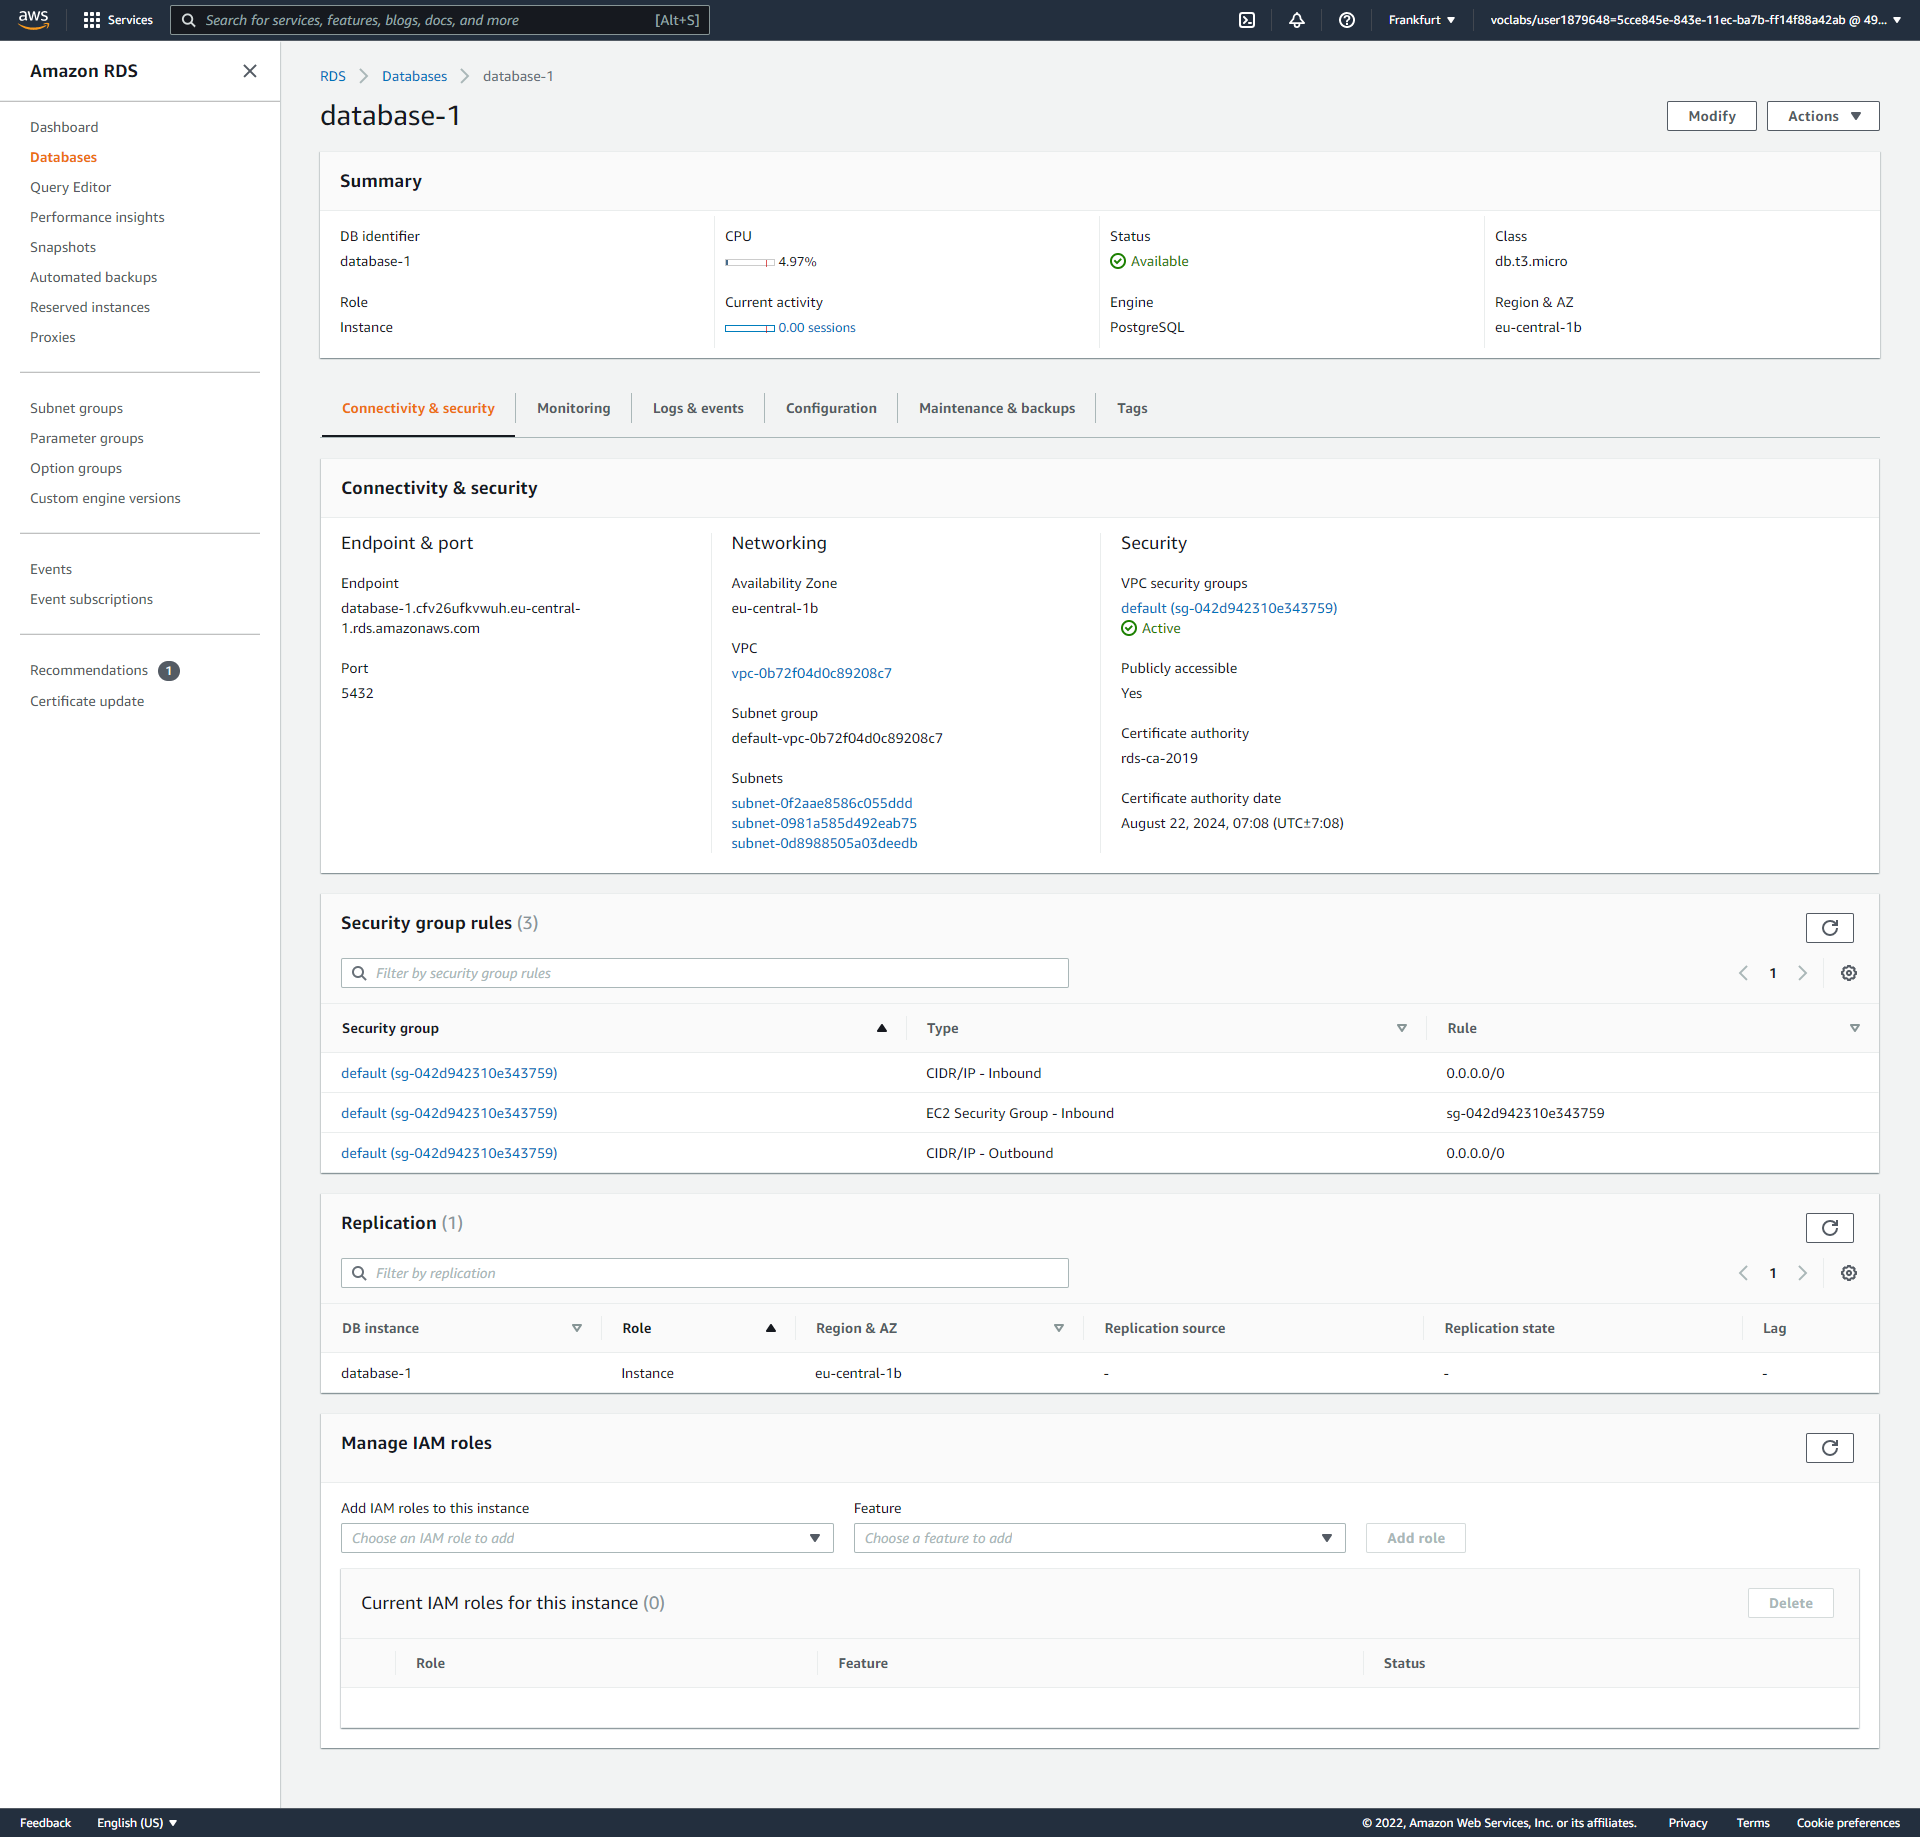 aws
Services
Search for services, features, blogs, docs, and more
[Alt+S]
Frankfurt
voclabs/user1879648=5cce845e-843e-11ec-ba7b-ff14f88a42ab @ 49...
Amazon RDS
Dashboard
Databases
Query Editor
Performance insights
Snapshots
Automated backups
Reserved instances
Proxies
Subnet groups
Parameter groups
Option groups
Custom engine versions
Events
Event subscriptions
Recommendations 1
Certificate update
RDS
Databases
database-1
database-1
Modify
Actions
Summary
DB identifier
database-1
CPU
4.97%
Status
Available
Class
db.t3.micro
Role
Instance
Current activity
0.00 sessions
Engine
PostgreSQL
Region & AZ
eu-central-1b
Connectivity & security
Monitoring
Logs & events
Configuration
Maintenance & backups
Tags
Connectivity & security
Endpoint & port
Endpoint
database-1.cfv26ufkvwuh.eu-central-
1.rds.amazonaws.com
Port
5432
Networking
Availability Zone
eu-central-1b
VPC
vpc-0b72f04d0c89208c7
Subnet group
default-vpc-0b72f04d0c89208c7
Subnets
subnet-0f2aae8586c055ddd
subnet-0981a585d492eab75
subnet-0d8988505a03deedb
Security
VPC security groups
default (sg-042d942310e343759)
Active
Publicly accessible
Yes
Certificate authority
rds-ca-2019
Certificate authority date
August 22, 2024, 07:08 (UTC±7:08)
Security group rules (3)
Filter by security group rules
1
Security group
Type
Rule
default (sg-042d942310e343759)
CIDR/IP - Inbound
0.0.0.0/0
default (sg-042d942310e343759)
EC2 Security Group - Inbound
sg-042d942310e343759
default (sg-042d942310e343759)
CIDR/IP - Outbound
0.0.0.0/0
Replication (1)
Filter by replication
1
DB instance
Role
Region & AZ
Replication source
Replication state
Lag
database-1
Instance
eu-central-1b
-
-
-
Manage IAM roles
Add IAM roles to this instance
Choose an IAM role to add
Feature
Choose a feature to add
Add role
Current IAM roles for this instance (0)
Delete
Role
Feature
Status
Feedback
English (US)
© 2022, Amazon Web Services, Inc. or its affiliates.
Privacy
Terms
Cookie preferences